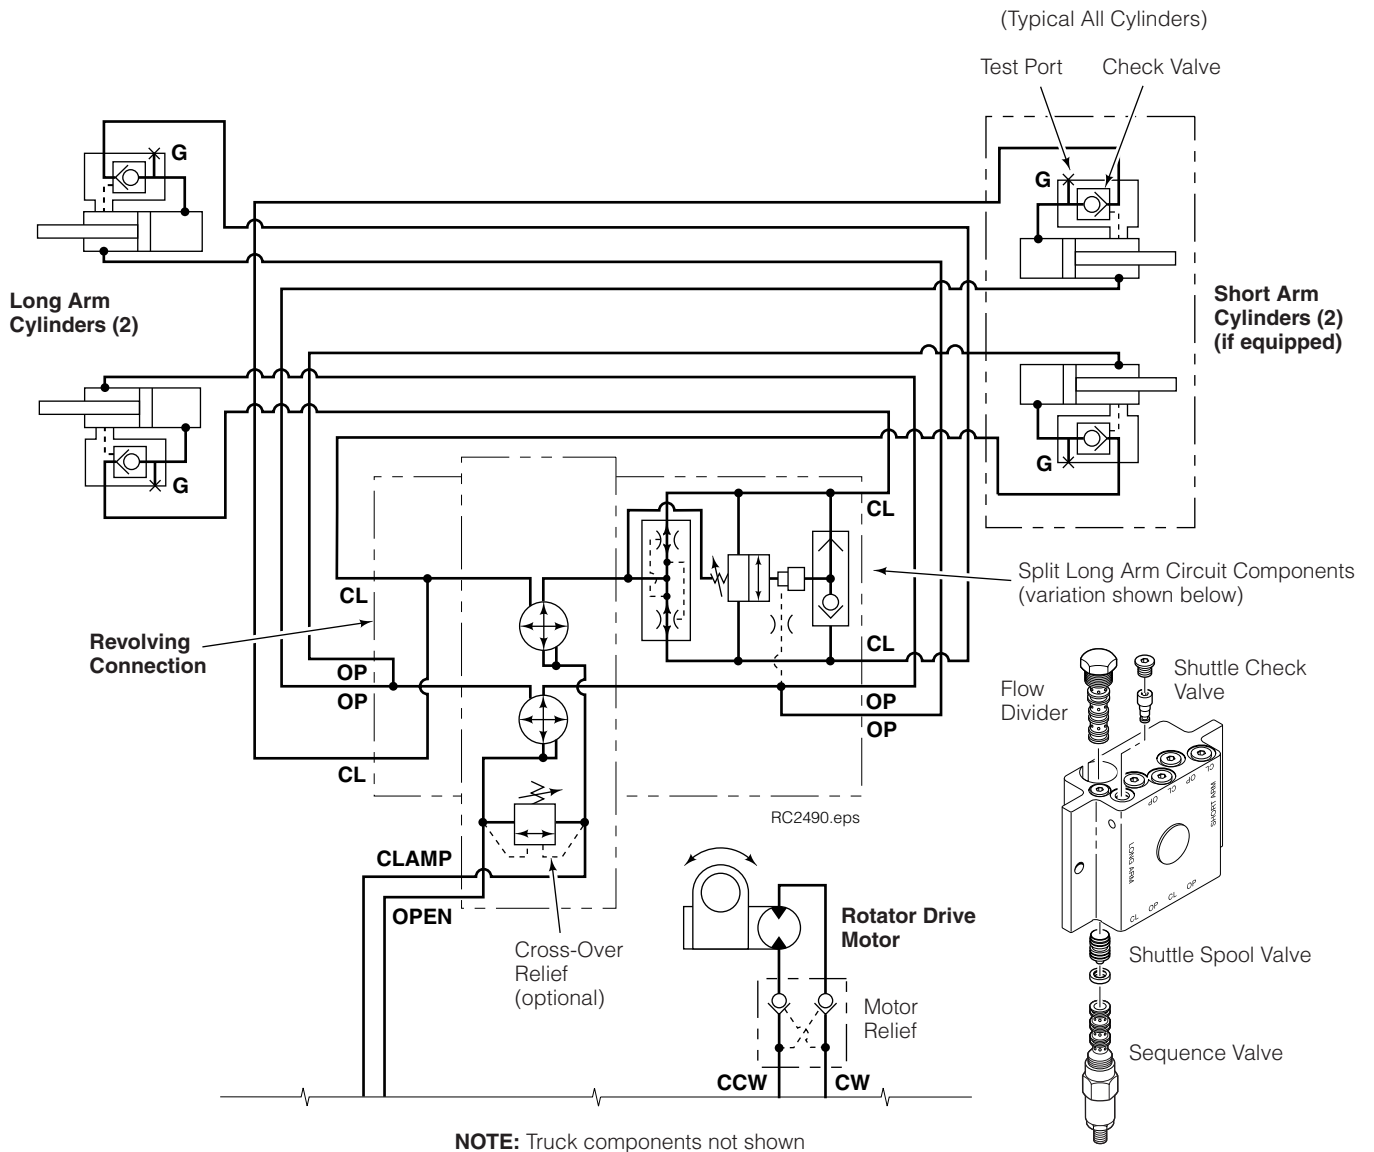 (Typical All Cylinders)
Test Port
Check Valve
G
G
Long Arm
Cylinders (2)
Short Arm
Cylinders (2)
(if equipped)
G
G
CL
CL
Split Long Arm Circuit Components
(variation shown below)
Revolving
Connection
CL
OP
OP
OP
OP
CL
Flow
Divider
Shuttle Check
Valve
RC2490.eps
CLAMP
OPEN
Cross-Over
Relief
(optional)
Rotator Drive
Motor
Motor
Relief
CCW
CW
OP
CL
OP
CL
SHORT ARM
LONG ARM
CL
OP
CL
OP
Shuttle Spool Valve
Sequence Valve
NOTE: Truck components not shown